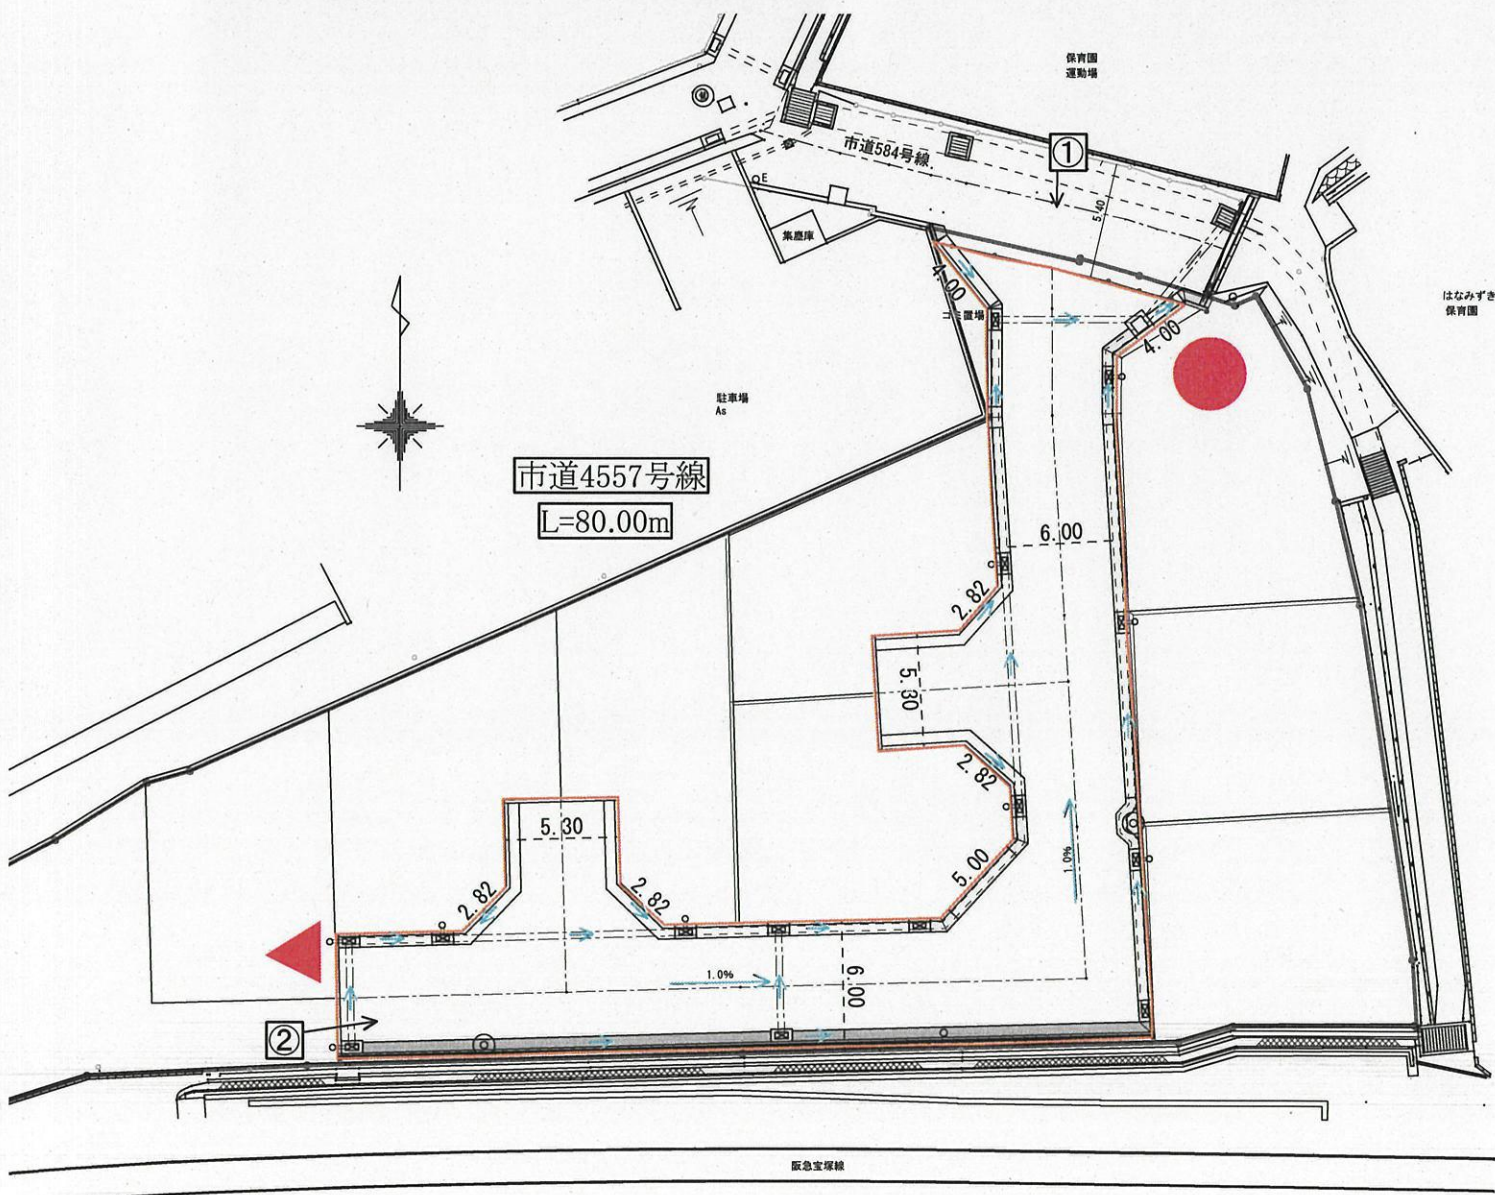 保育園
運動場
①
市道584号線
E
5.40
集塵庫
4.00
はなみずき
保育園
ゴミ置場
4.00
駐車場
As
市道4557号線
L=80.00m
6.00
2.82
5.30
2.82
5.30
5.00
1.0%
2.82
2.82
1.0%
6.00
②
阪急宝塚線